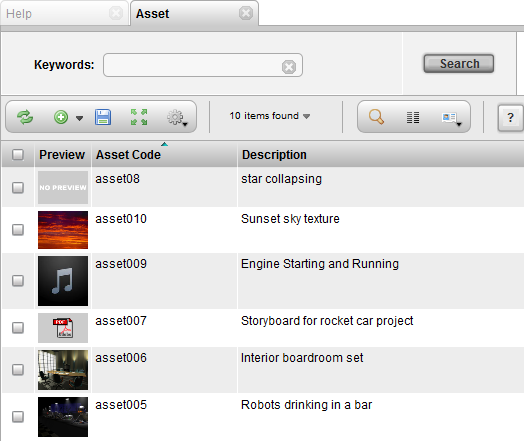 Help
Asset
Keywords:
Search
10 items found
?
Preview Asset Code Description
NO PREVIEW asset08 star collapsing
asset010 Sunset sky texture
asset009 Engine Starting and Running
PDF asset007 Storyboard for rocket car project
asset006 Interior boardroom set
asset005 Robots drinking in a bar